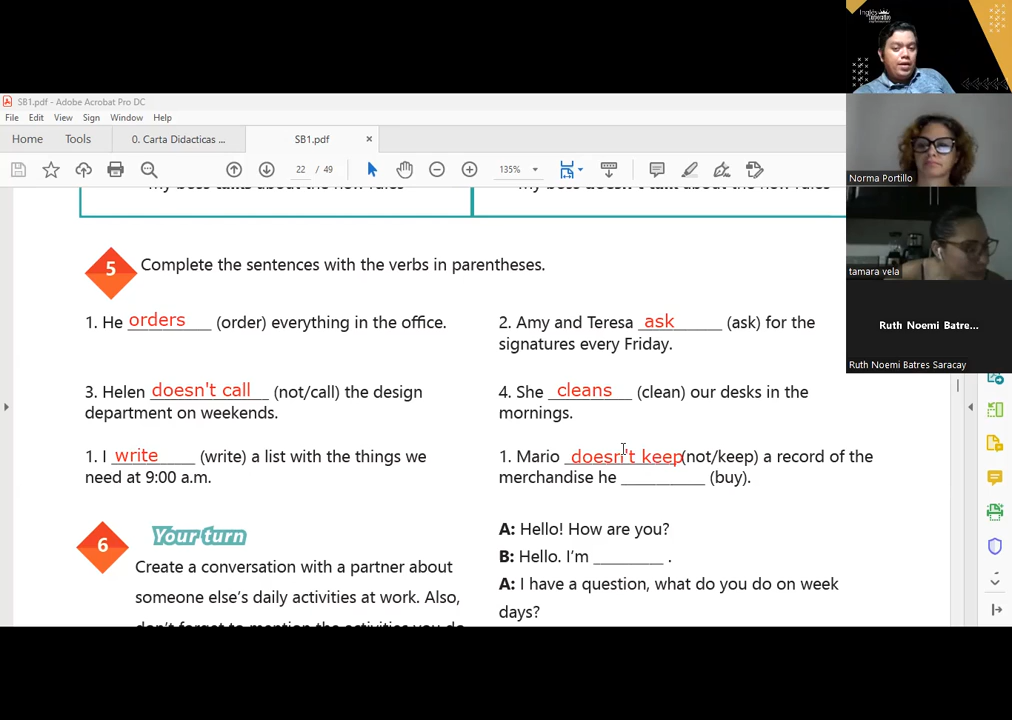 SB1.pdf - Adobe Acrobat Pro DC
File Edit View Sign Window Help
Home Tools 0. Carta Didacticas ... SB1.pdf ×
22 / 49 135%
5 Complete the sentences with the verbs in parentheses.
1. He orders (order) everything in the office.
2. Amy and Teresa ask (ask) for the
signatures every Friday.
3. Helen doesn't call (not/call) the design
department on weekends.
4. She cleans (clean) our desks in the
mornings.
1. I write (write) a list with the things we
need at 9:00 a.m.
1. Mario doesn't keep (not/keep) a record of the
merchandise he ________ (buy).
6 Your turn
Create a conversation with a partner about
someone else's daily activities at work. Also,
A: Hello! How are you?
B: Hello. I'm ________ .
A: I have a question, what do you do on week
days?
Inglés
Norma Portillo
tamara vela
Ruth Noemi Batre...
Ruth Noemi Batres Saracay